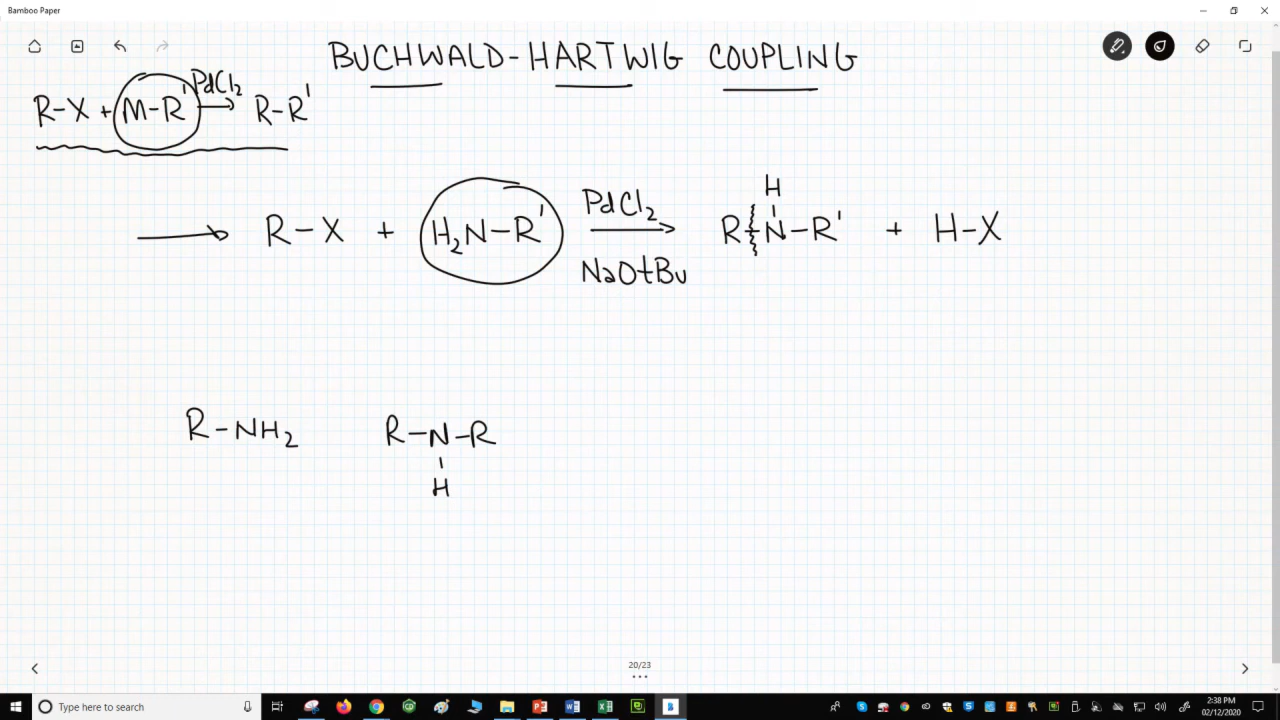 Bamboo Paper
BUCHWALD-HARTWIG COUPLING
PdCl2
R-X + M-R' R-R'
H
PdCl2
R-X + H2N-R' R-N-R' + H-X
NaOtBu
R-NH2 R-N-R
H
20/23
Type here to search
2:38 PM
02/12/2020